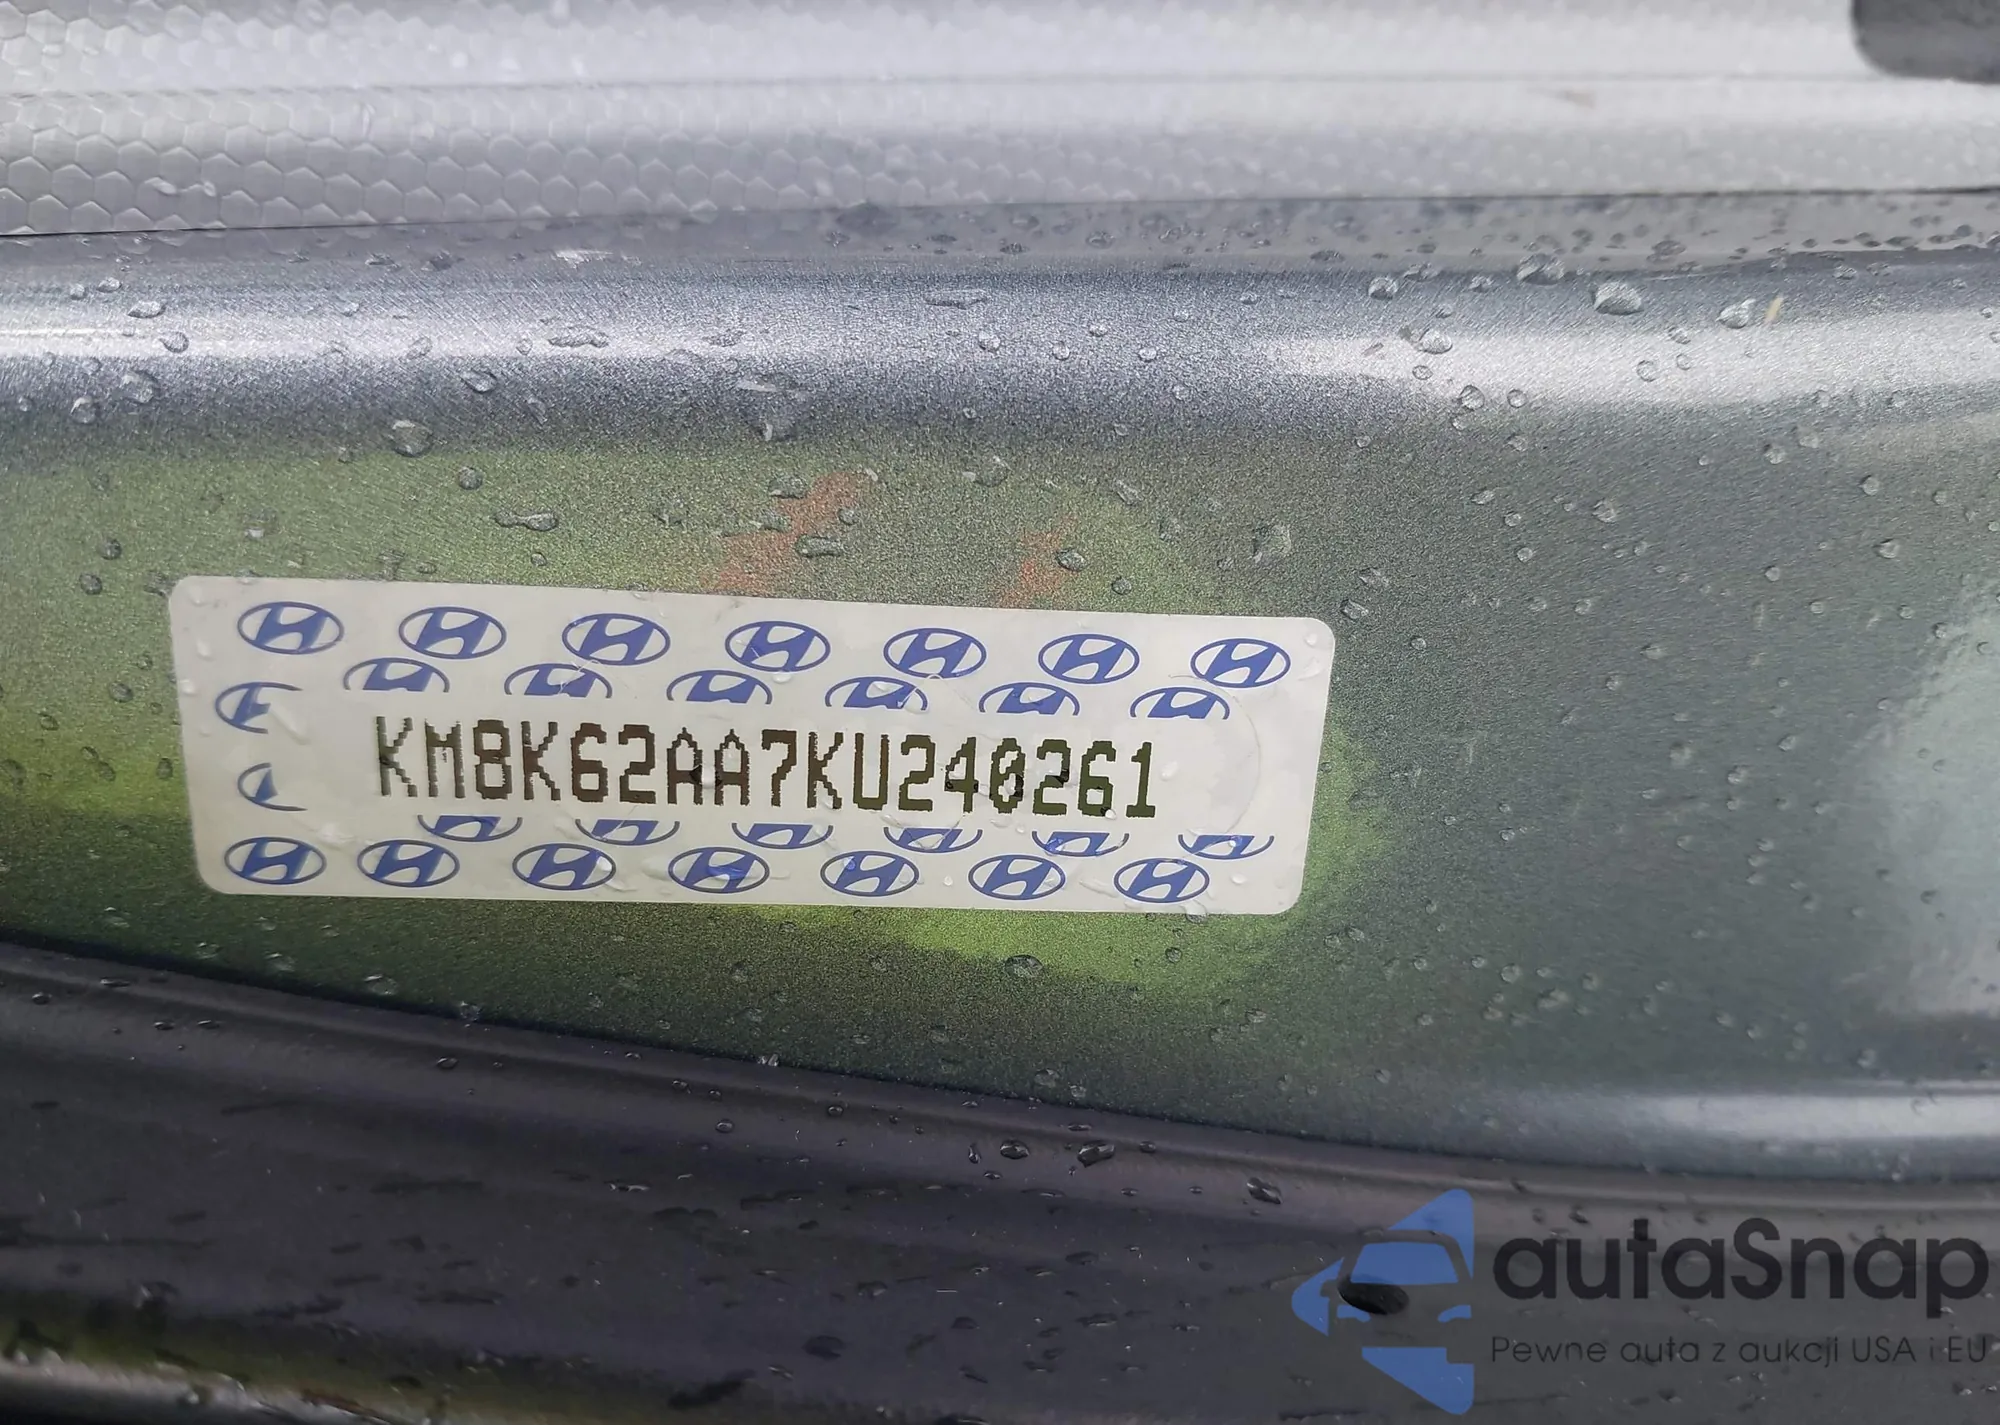 KM8K62AA7KU240261
autaSnap
Pewne auta z aukcji USA i EU